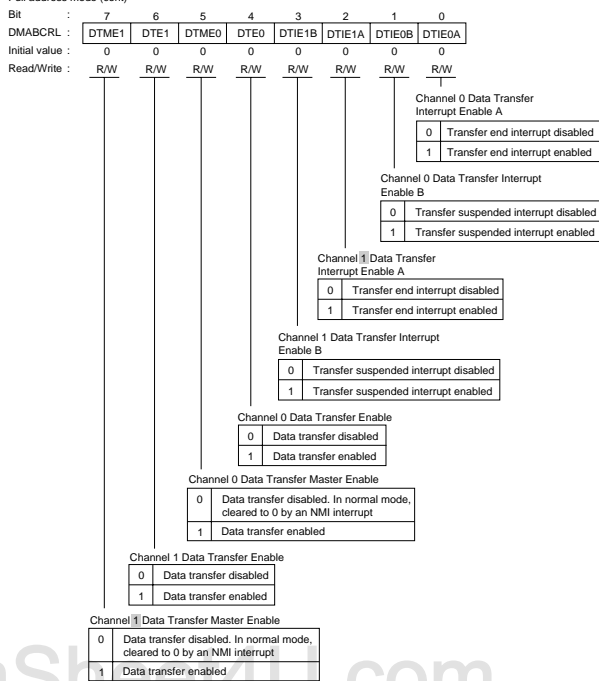 Full address mode (cont)
Bit : 7 6 5 4 3 2 1 0
DMABCRL : DTME1 DTE1 DTME0 DTE0 DTIE1B DTIE1A DTIE0B DTIE0A
Initial value : 0 0 0 0 0 0 0 0
Read/Write : R/W R/W R/W R/W R/W R/W R/W R/W
Channel 0 Data Transfer
Interrupt Enable A
0 Transfer end interrupt disabled
1 Transfer end interrupt enabled
Channel 0 Data Transfer Interrupt
Enable B
0 Transfer suspended interrupt disabled
1 Transfer suspended interrupt enabled
Channel 1 Data Transfer
Interrupt Enable A
0 Transfer end interrupt disabled
1 Transfer end interrupt enabled
Channel 1 Data Transfer Interrupt
Enable B
0 Transfer suspended interrupt disabled
1 Transfer suspended interrupt enabled
Channel 0 Data Transfer Enable
0 Data transfer disabled
1 Data transfer enabled
Channel 0 Data Transfer Master Enable
0 Data transfer disabled. In normal mode,
cleared to 0 by an NMI interrupt
1 Data transfer enabled
Channel 1 Data Transfer Enable
0 Data transfer disabled
1 Data transfer enabled
Channel 1 Data Transfer Master Enable
0 Data transfer disabled. In normal mode,
cleared to 0 by an NMI interrupt
1 Data transfer enabled